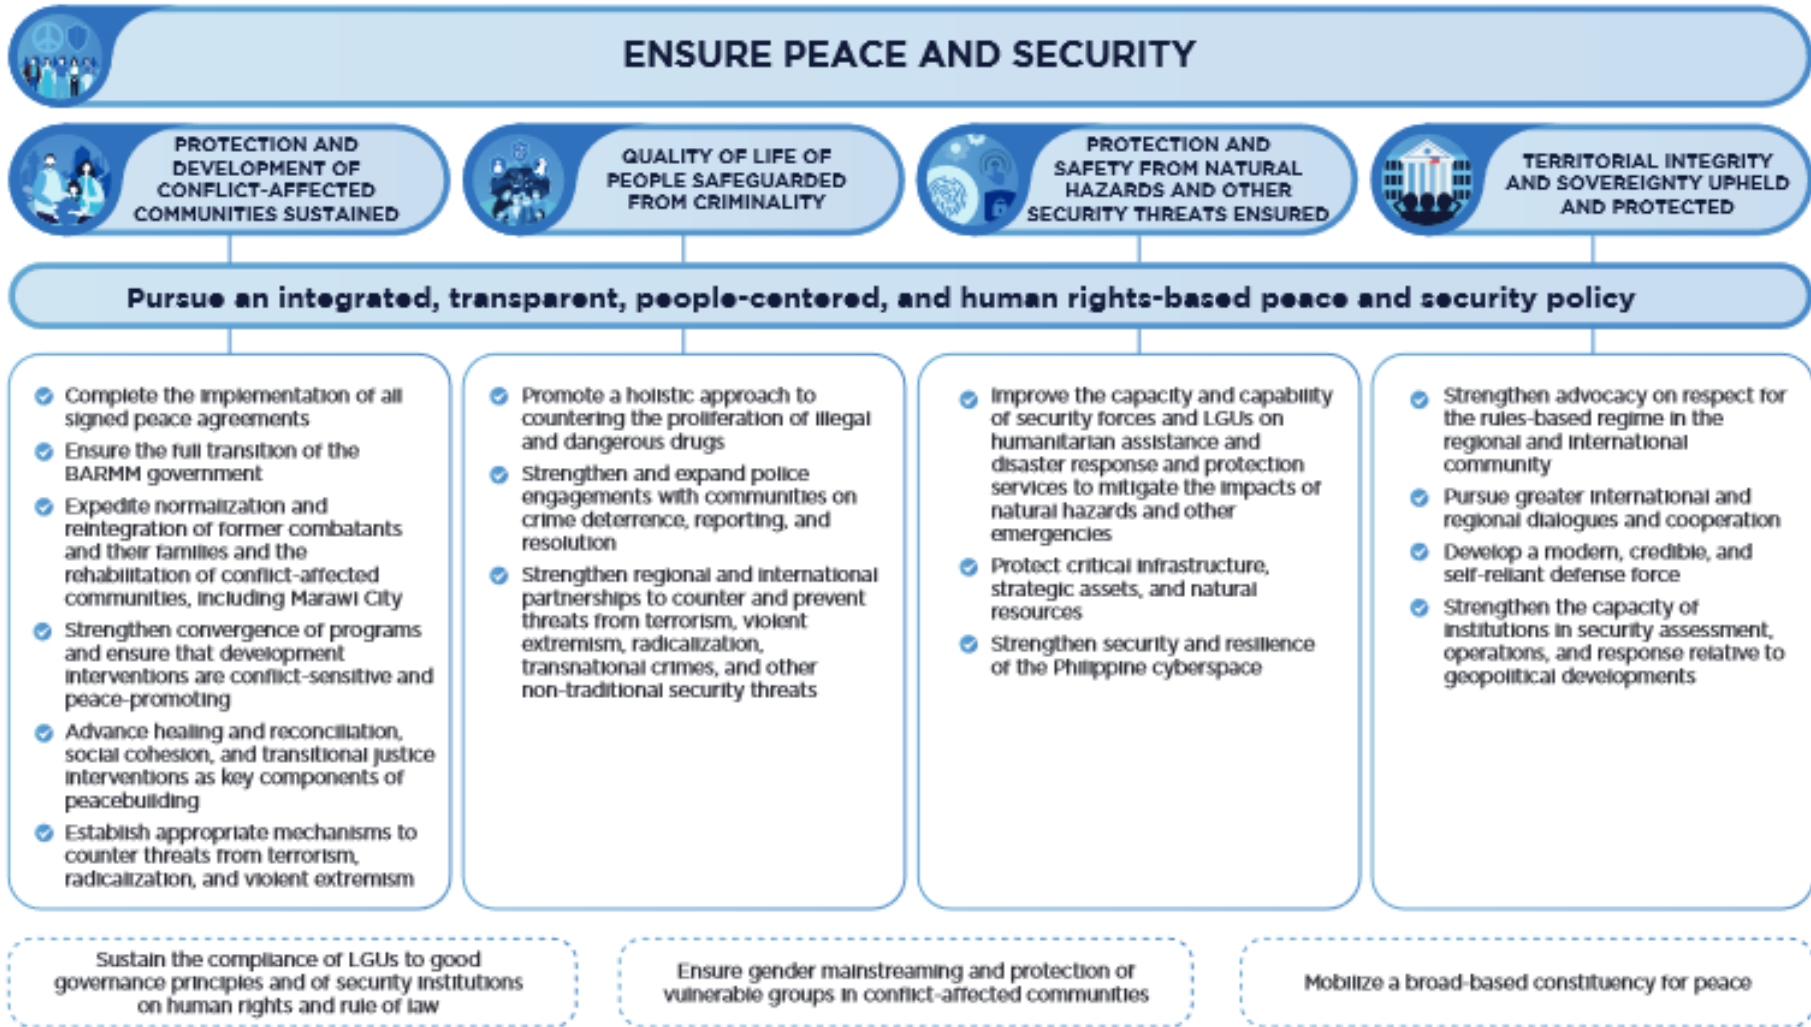 ENSURE PEACE AND SECURITY
PROTECTION AND
DEVELOPMENT OF
CONFLICT-AFFECTED
COMMUNITIES SUSTAINED
QUALITY OF LIFE OF
PEOPLE SAFEGUARDED
FROM CRIMINALITY
PROTECTION AND
SAFETY FROM NATURAL
HAZARDS AND OTHER
SECURITY THREATS ENSURED
TERRITORIAL INTEGRITY
AND SOVEREIGNTY UPHELD
AND PROTECTED
Pursue an integrated, transparent, people-centered, and human rights-based peace and security policy
Complete the implementation of all
signed peace agreements
Ensure the full transition of the
BARMM government
Expedite normalization and
reintegration of former combatants
and their families and the
rehabilitation of conflict-affected
communities, including Marawi City
Strengthen convergence of programs
and ensure that development
interventions are conflict-sensitive and
peace-promoting
Advance healing and reconciliation,
social cohesion, and transitional justice
interventions as key components of
peacebuilding
Establish appropriate mechanisms to
counter threats from terrorism,
radicalization, and violent extremism
Promote a holistic approach to
countering the proliferation of illegal
and dangerous drugs
Strengthen and expand police
engagements with communities on
crime deterrence, reporting, and
resolution
Strengthen regional and international
partnerships to counter and prevent
threats from terrorism, violent
extremism, radicalization,
transnational crimes, and other
non-traditional security threats
Improve the capacity and capability
of security forces and LGUs on
humanitarian assistance and
disaster response and protection
services to mitigate the impacts of
natural hazards and other
emergencies
Protect critical infrastructure,
strategic assets, and natural
resources
Strengthen security and resilience
of the Philippine cyberspace
Strengthen advocacy on respect for
the rules-based regime in the
regional and international
community
Pursue greater international and
regional dialogues and cooperation
Develop a modern, credible, and
self-reliant defense force
Strengthen the capacity of
institutions in security assessment,
operations, and response relative to
geopolitical developments
Sustain the compliance of LGUs to good
governance principles and of security institutions
on human rights and rule of law
Ensure gender mainstreaming and protection of
vulnerable groups in conflict-affected communities
Mobilize a broad-based constituency for peace